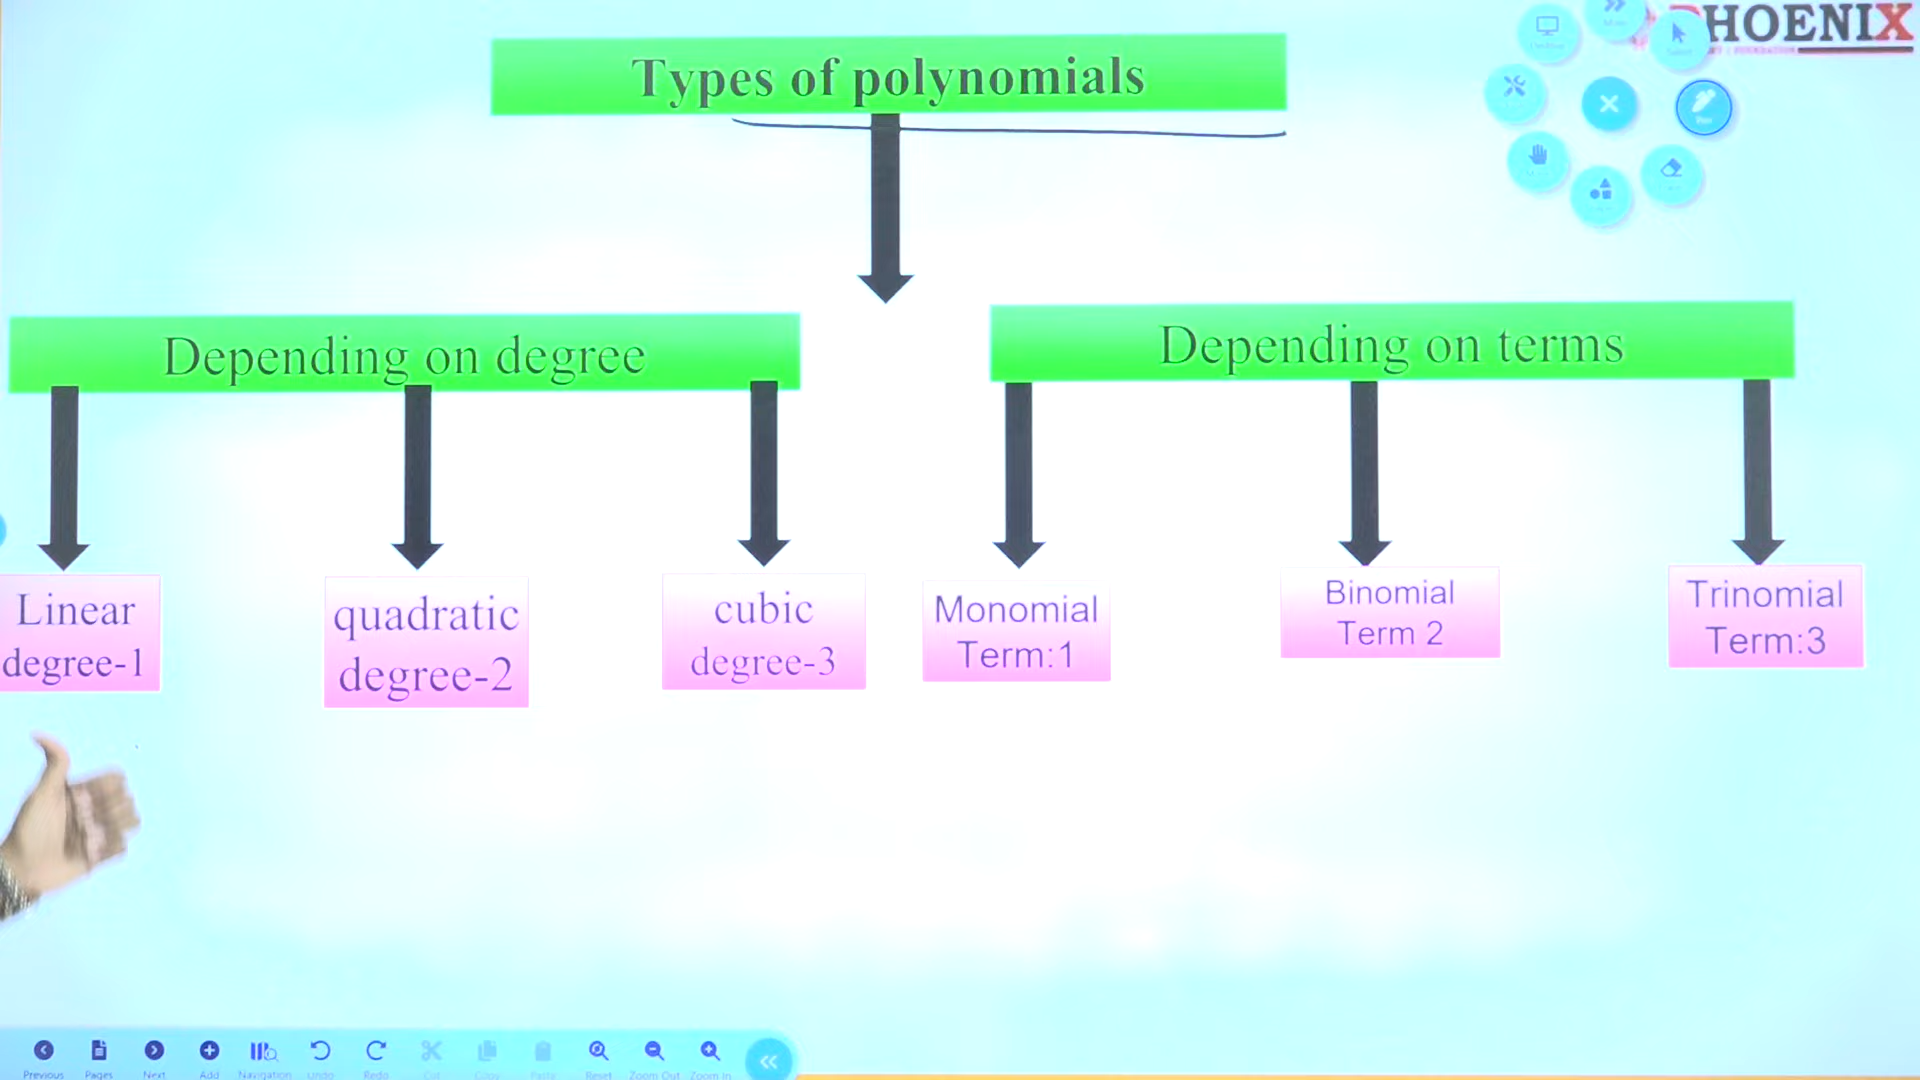 PHOENIX
Types of polynomials
Depending on degree
Depending on terms
Linear
degree-1
quadratic
degree-2
cubic
degree-3
Monomial
Term:1
Binomial
Term 2
Trinomial
Term:3
Previous
Pages
Next
Add
Navigation
Undo
Redo
Cut
Copy
Paste
Reset
Zoom Out
Zoom In